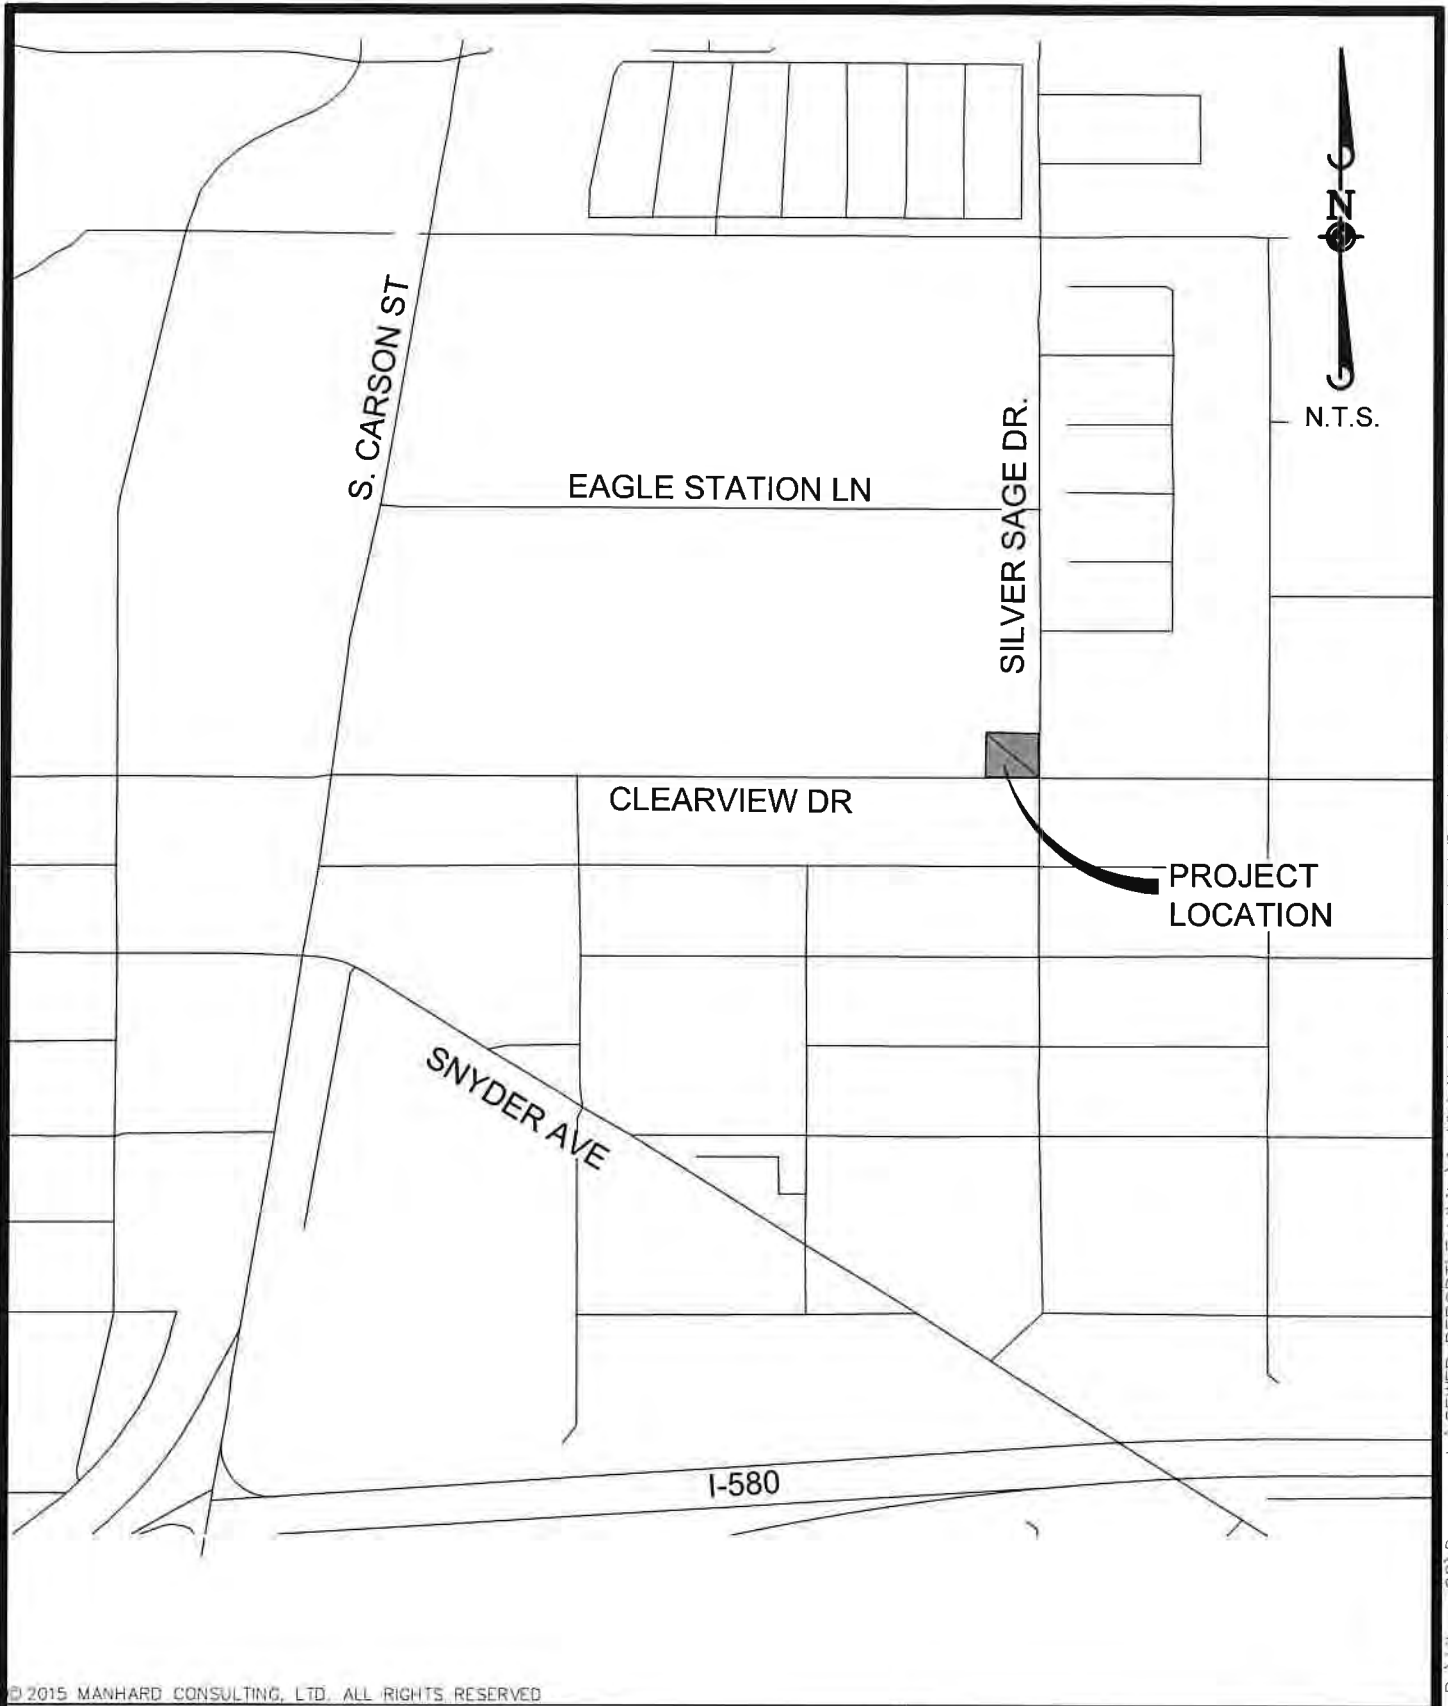 N
N.T.S.
S. CARSON ST
EAGLE STATION LN
SILVER SAGE DR.
CLEARVIEW DR
PROJECT
LOCATION
SNYDER AVE
I-580
© 2015 MANHARD CONSULTING, LTD. ALL RIGHTS RESERVED